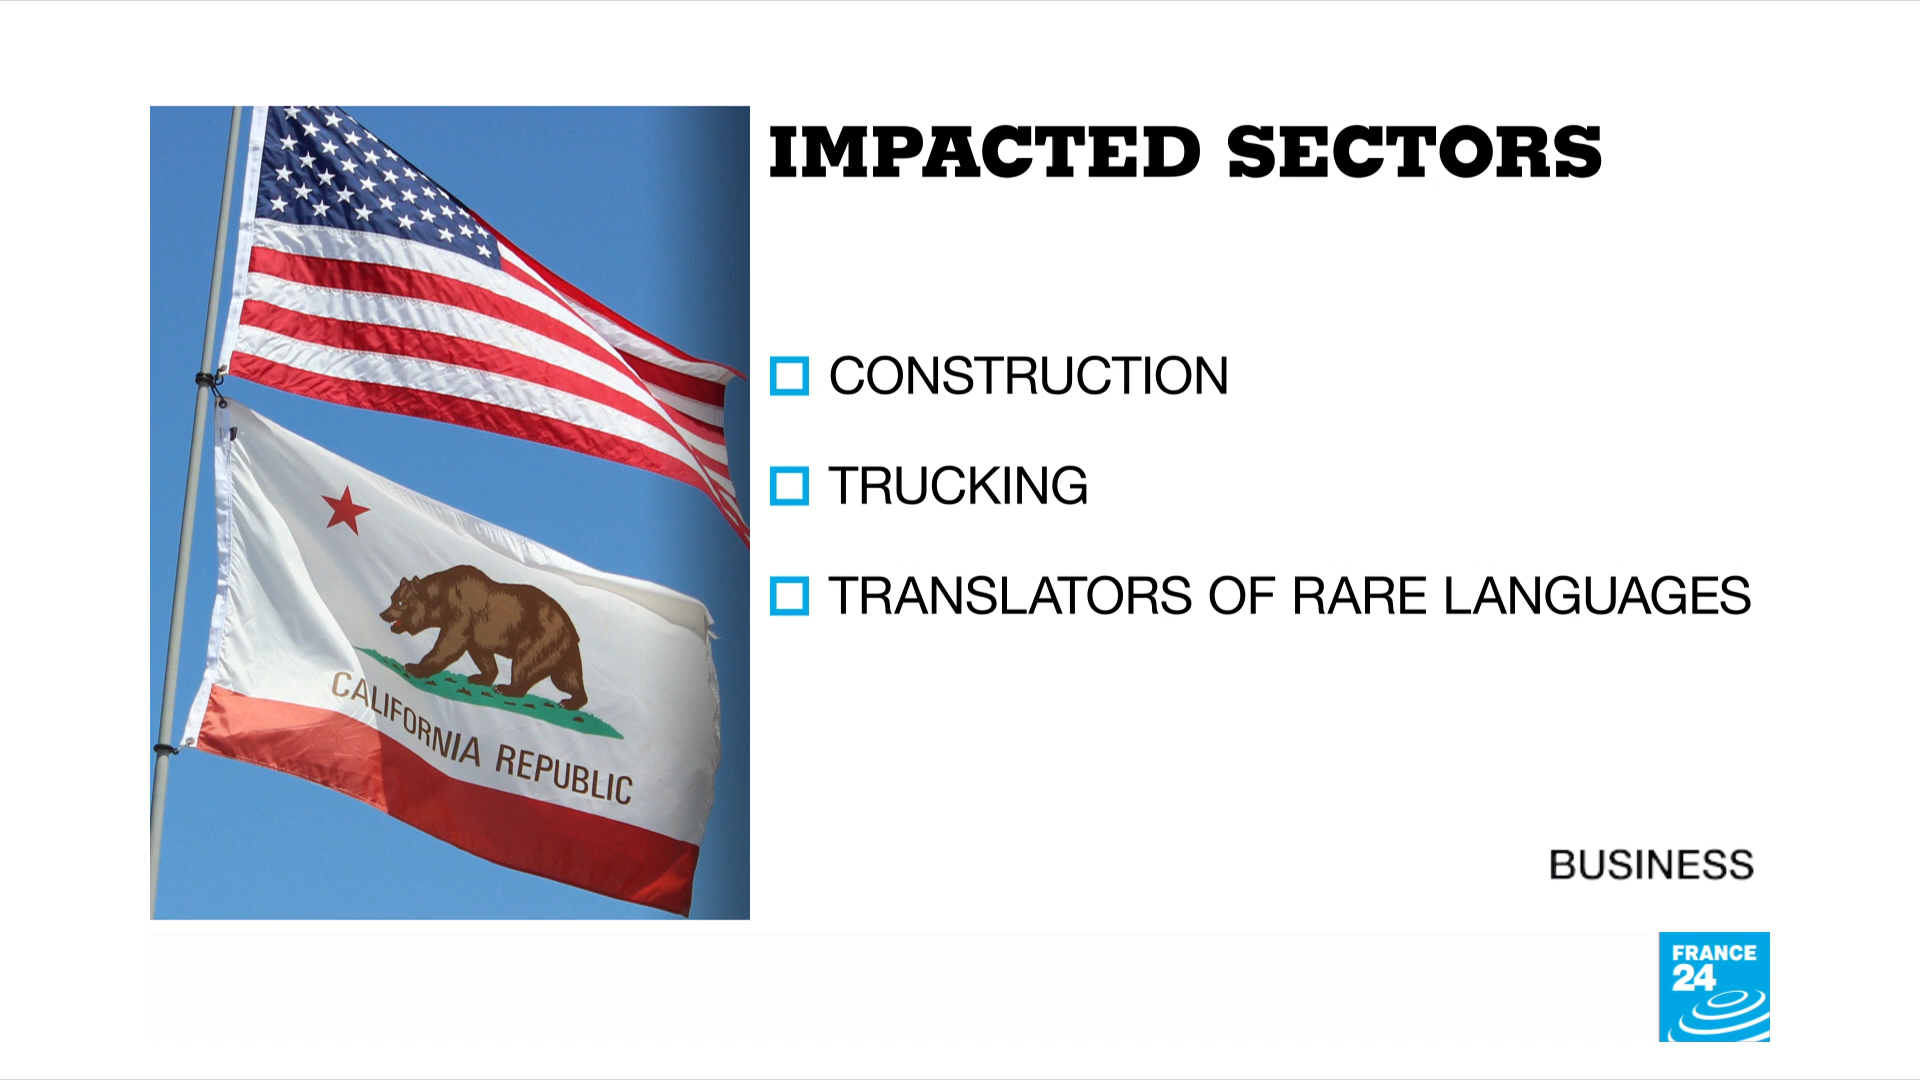 IMPACTED SECTORS
CONSTRUCTION
TRUCKING
TRANSLATORS OF RARE LANGUAGES
CALIFORNIA REPUBLIC
BUSINESS
FRANCE
24